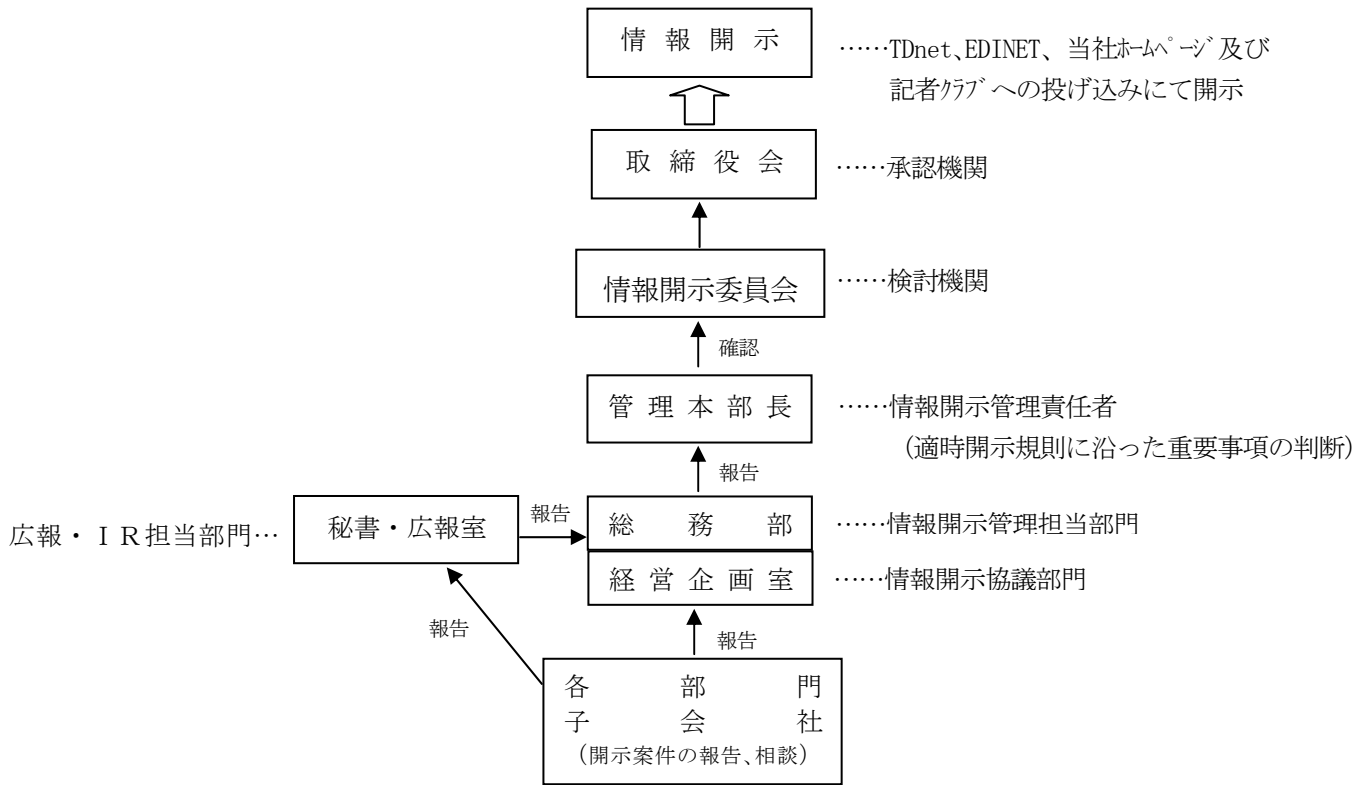 情報開示
……TDnet、EDINET、当社ﾎｰﾑﾍﾟｰｼﾞ及び
記者ｸﾗﾌﾞへの投げ込みにて開示
取締役会
……承認機関
情報開示委員会
……検討機関
確認
管理本部長
……情報開示管理責任者
(適時開示規則に沿った重要事項の判断)
報告
広報・ＩＲ担当部門…
秘書・広報室
報告
総務部
……情報開示管理担当部門
経営企画室
……情報開示協議部門
報告
報告
各部門
子会社
(開示案件の報告、相談)